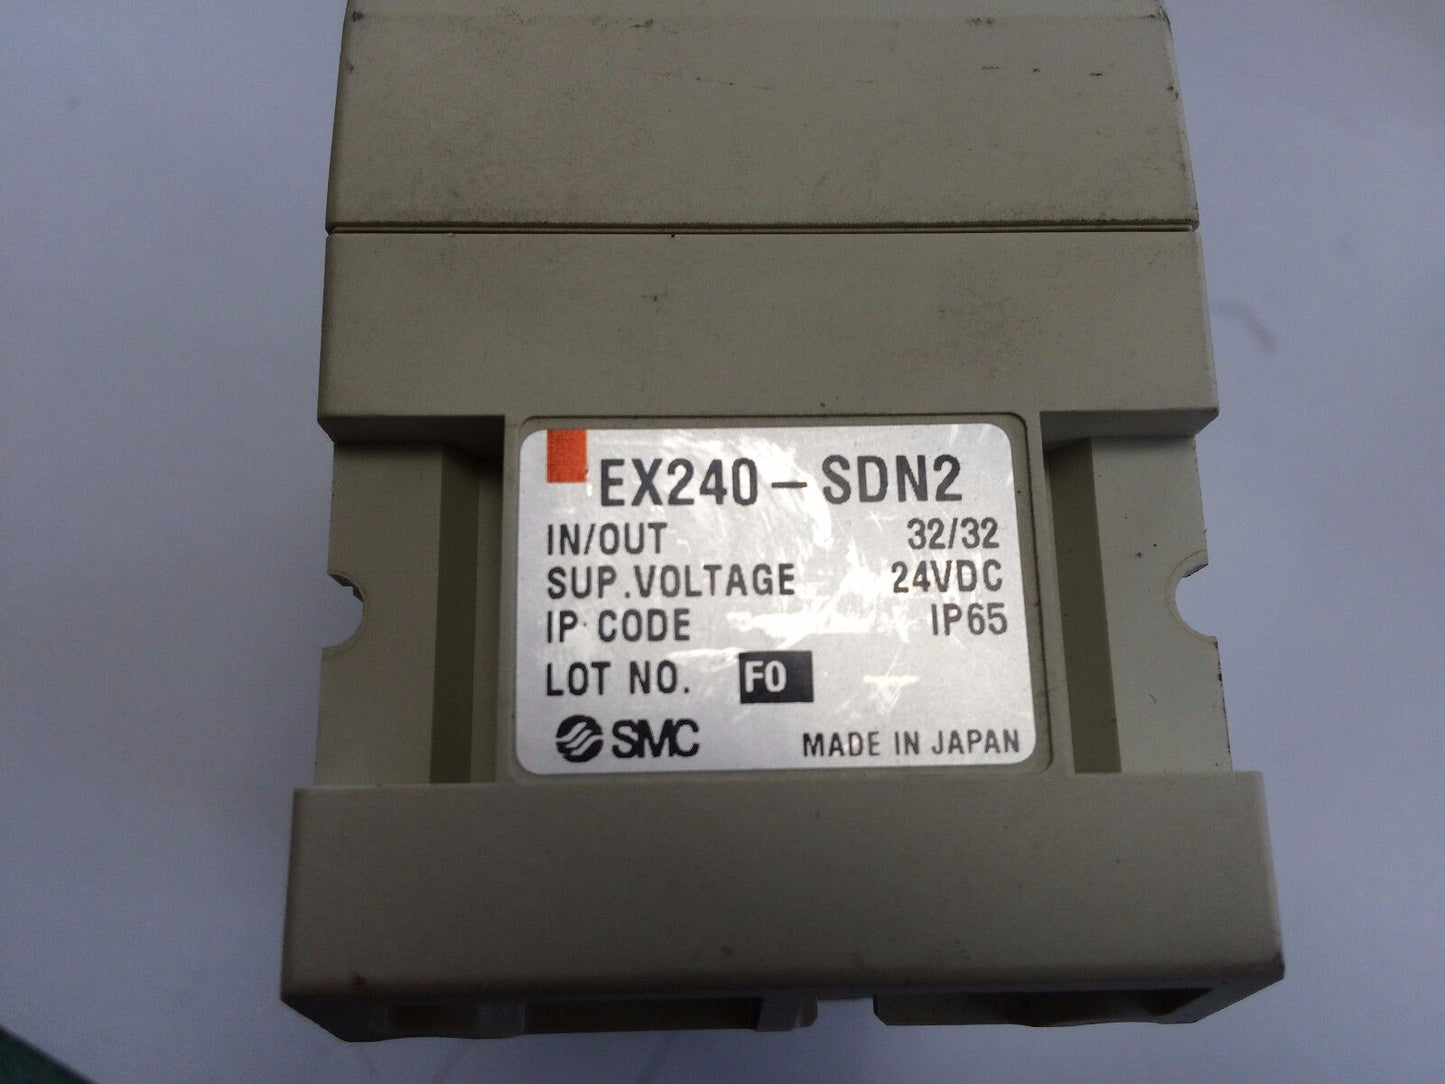 EX240-SDN2
IN/OUT 32/32
SUP.VOLTAGE 24VDC
IP CODE IP65
LOT NO. F0
SMC MADE IN JAPAN